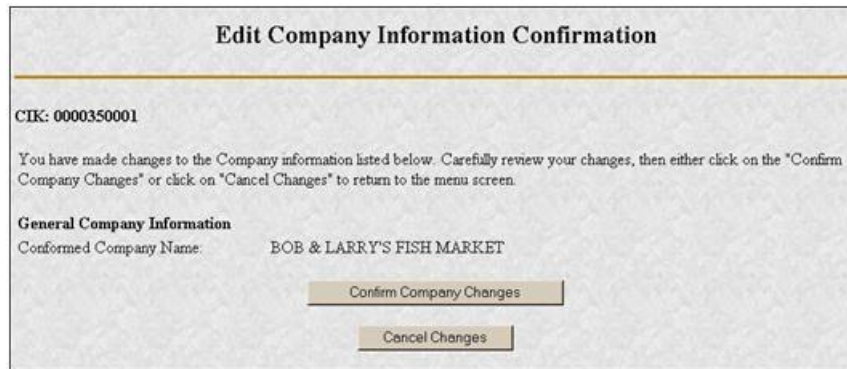 Edit Company Information Confirmation
CIK: 0000350001
You have made changes to the Company information listed below. Carefully review your changes, then either click on the "Confirm
Company Changes" or click on "Cancel Changes" to return to the menu screen.
General Company Information
Conformed Company Name: BOB & LARRY'S FISH MARKET
Confirm Company Changes
Cancel Changes